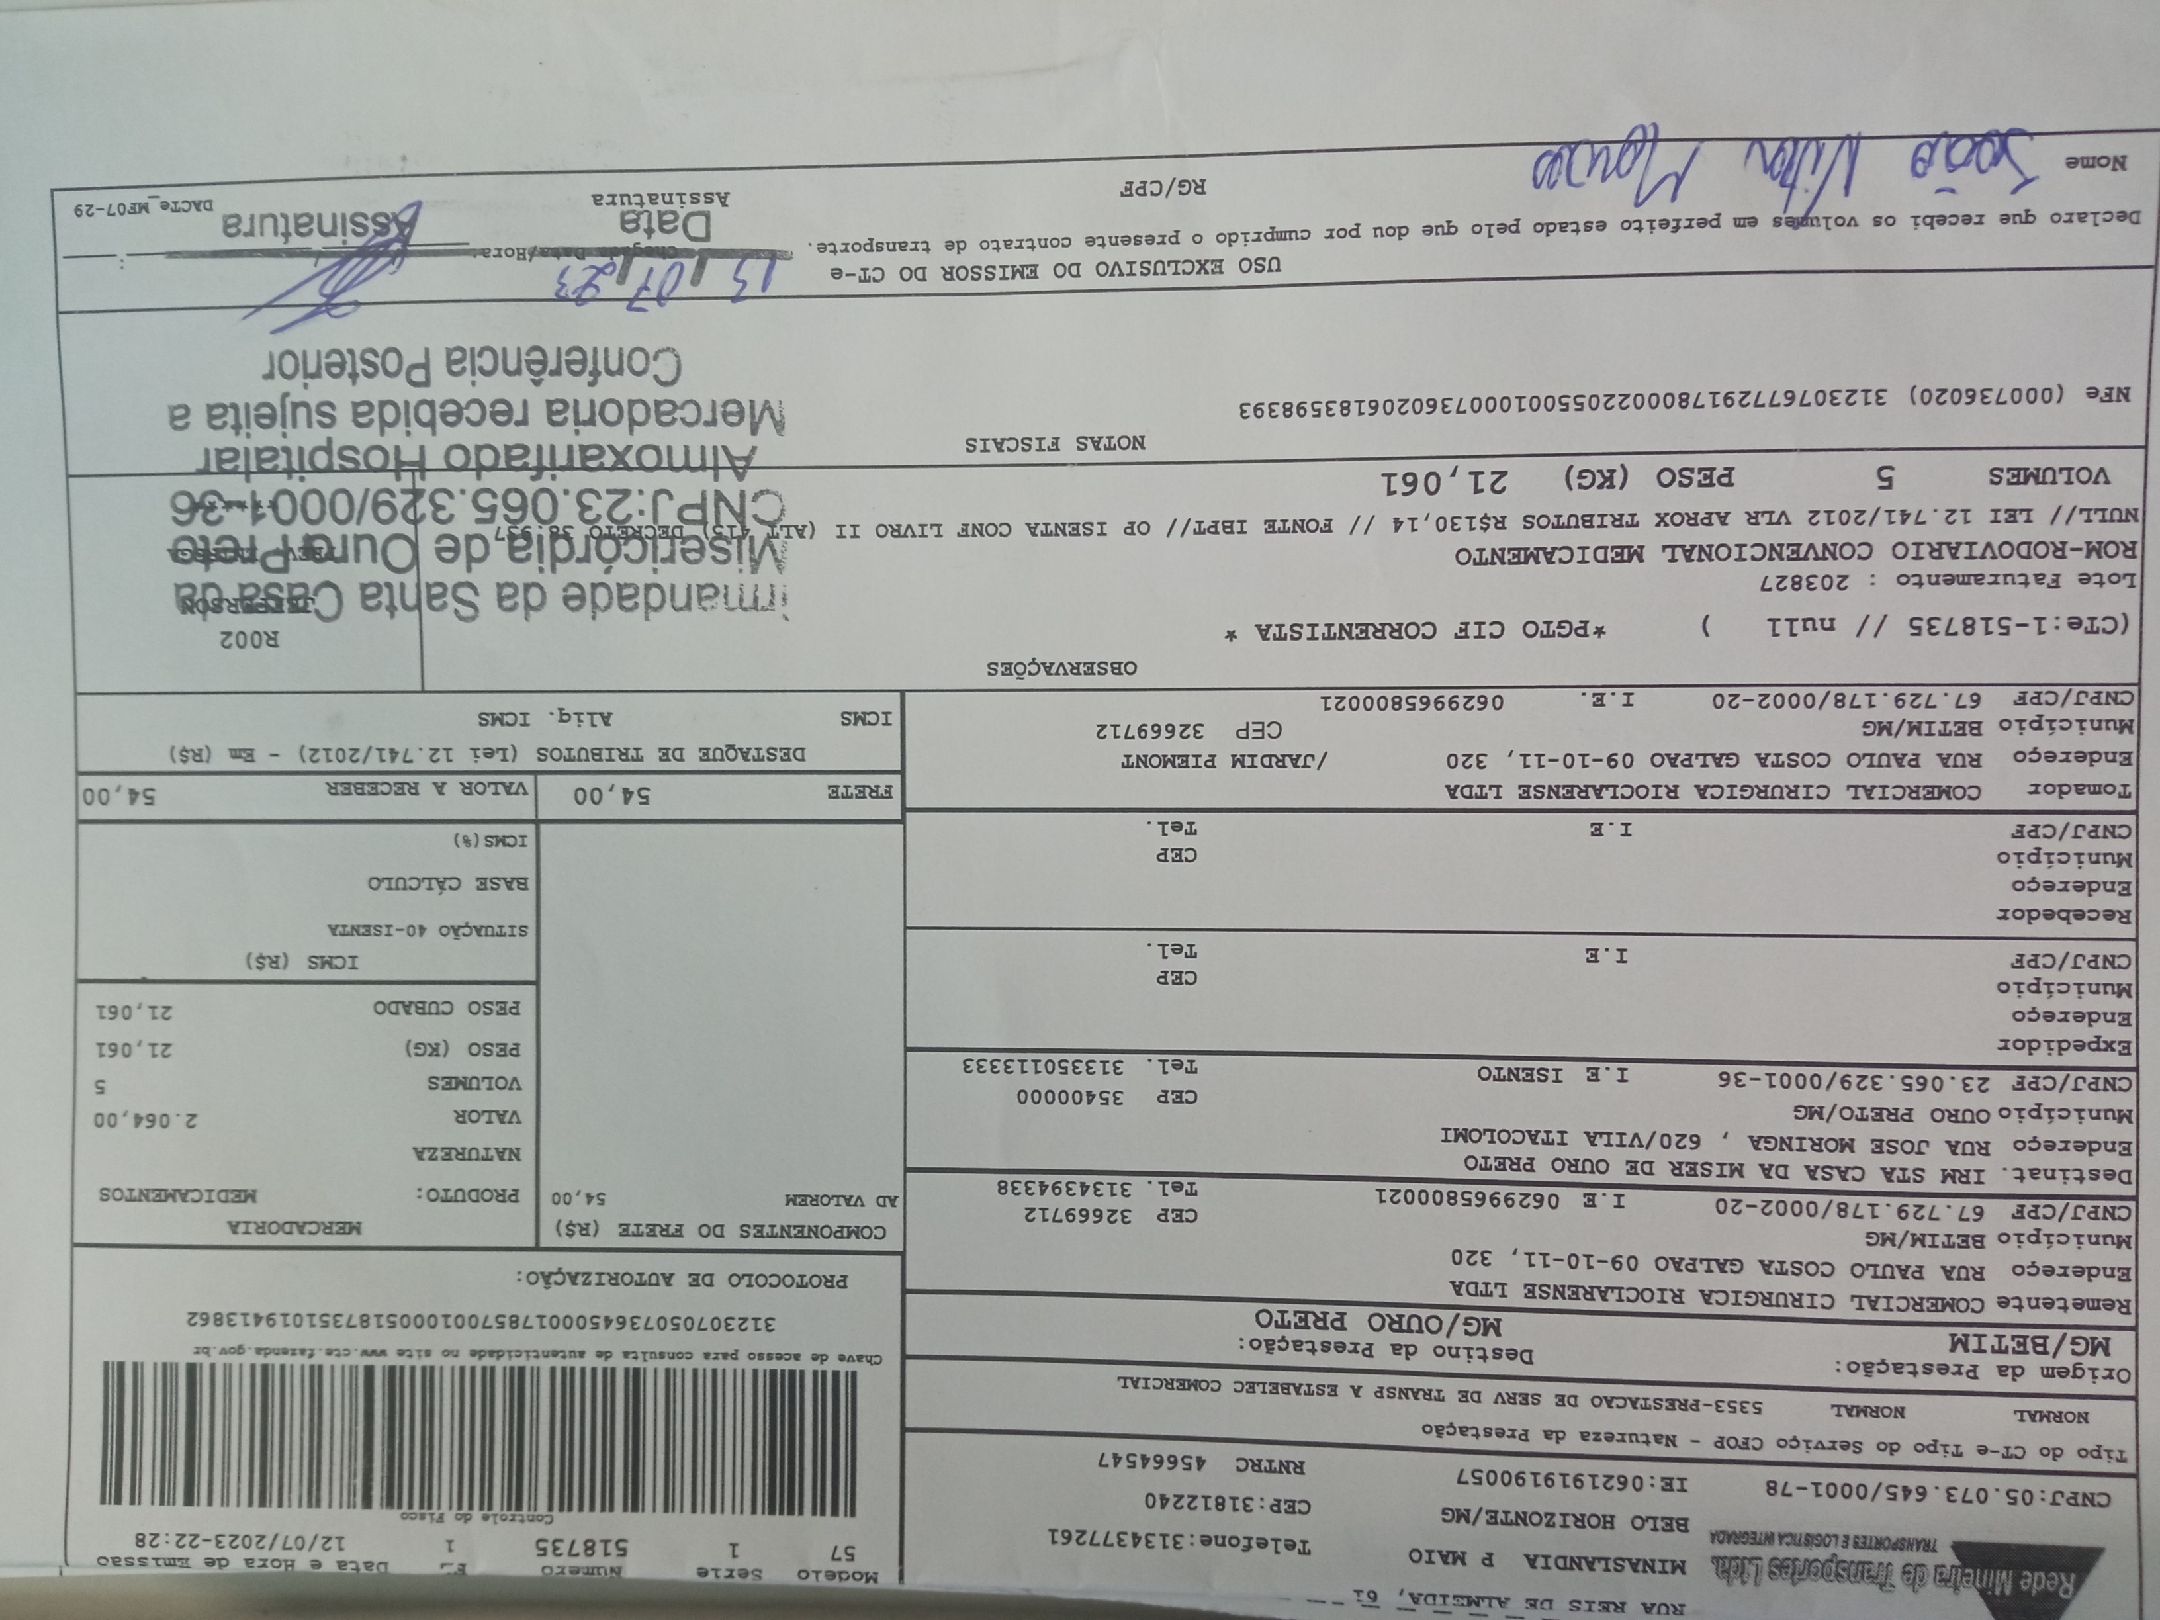 RUA REIS DE ALMEIDA, 61
Rede Mineira de Transportes Ltda.
TRANSPORTES E LOGÍSTICA INTEGRADA
MINASLANDIA P MAIO Telefone:3134377261
BELO HORIZONTE/MG CEP:31812240
CNPJ:05.073.645/0001-78 IE:0621919190057 RNTRC 45664547
Modelo Serie Numero Data e Hora de Emissao
57 1 518735 1 12/07/2023-22:28
Controle do Fisco
Chave de acesso para consulta de autenticidade no site www.cte.fazenda.gov.br
31230705073645000178570010005187351019413862
PROTOCOLO DE AUTORIZAÇÃO:
Tipo do CT-e Tipo do Serviço CFOP - Natureza da Prestação
NORMAL NORMAL 5353-PRESTACAO DE SERV DE TRANSP A ESTABELEC COMERCIAL
Origem da Prestação: Destino da Prestação:
MG/BETIM MG/OURO PRETO
Remetente COMERCIAL CIRURGICA RIOCLARENSE LTDA
Endereço RUA PAULO COSTA GALPAO 09-10-11, 320
Município BETIM/MG CEP 32669712
CNPJ/CPF 67.729.178/0002-20 I.E 0629965800021 Tel. 3134394338
Destinat. IRM STA CASA DA MISER DE OURO PRETO
Endereço RUA JOSE MORINGA , 620/VILA ITACOLOMI
Município OURO PRETO/MG CEP 35400000
CNPJ/CPF 23.065.329/0001-36 I.E ISENTO Tel. 313350113333
Expedidor
Endereço
Município CEP
CNPJ/CPF I.E Tel.
Recebedor
Endereço
Município CEP
CNPJ/CPF I.E Tel.
Tomador COMERCIAL CIRURGICA RIOCLARENSE LTDA
Endereço RUA PAULO COSTA GALPAO 09-10-11, 320 /JARDIM PIEMONT
Município BETIM/MG CEP 32669712
CNPJ/CPF 67.729.178/0002-20 I.E. 0629965800021
COMPONENTES DO FRETE (R$)
AD VALOREM 54,00
MERCADORIA
PRODUTO: MEDICAMENTOS
NATUREZA
VALOR 2.064,00
VOLUMES 5
PESO (KG) 21,061
PESO CUBADO 21,061
ICMS (R$)
SITUAÇÃO 40-ISENTA
BASE CÁLCULO
ICMS(%)
FRETE 54,00 VALOR A RECEBER 54,00
DESTAQUE DE TRIBUTOS (Lei 12.741/2012) - Em (R$)
ICMS Aliq. ICMS
OBSERVAÇÕES
(CTe:1-518735 // null ) *PGTO CIF CORRENTISTA *
R002
JEFFERSON
Lote Faturamento : 203827
ROM-RODOVIARIO CONVENCIONAL MEDICAMENTO
NULL// LEI 12.741/2012 VLR APROX TRIBUTOS R$130,14 // FONTE IBPT// OP ISENTA CONF LIVRO II (ALT 413) DECRETO 38.937
VOLUMES 5 PESO (KG) 21,061
Irmandade da Santa Casa da
Misericórdia de Ouro Preto
CNPJ:23.065.329/0001-36
Almoxarifado Hospitalar
Mercadoria recebida sujeita a
Conferência Posterior
NOTAS FISCAIS
NFe (000736020) 31230767729178000220550010007360206183598393
USO EXCLUSIVO DO EMISSOR DO CT-e
13/07/23
Declaro que recebi os volumes em perfeito estado pelo que dou por cumprido o presente contrato de transporte.
Chegada Data/Hora:
Data Assinatura
Nome João RG/CPF Assinatura
DACTe_MF07-29